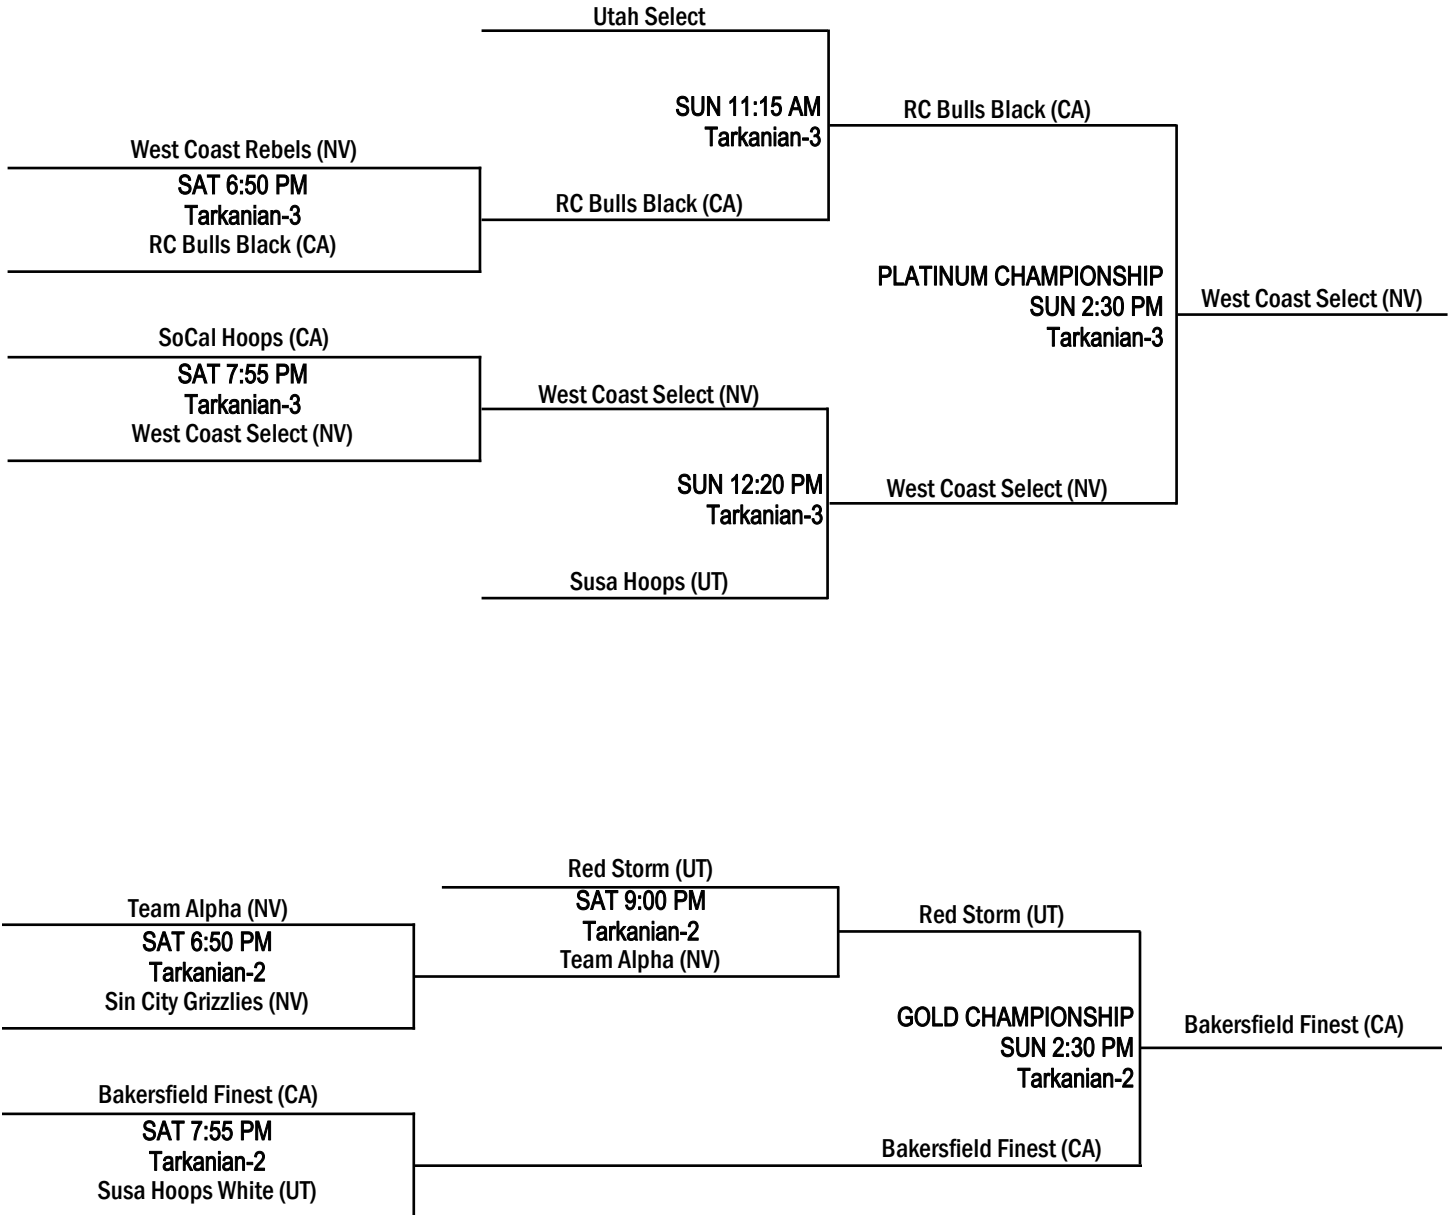 Utah Select
SUN 11:15 AM
Tarkanian-3
RC Bulls Black (CA)
West Coast Rebels (NV)
SAT 6:50 PM
Tarkanian-3
RC Bulls Black (CA)
RC Bulls Black (CA)
PLATINUM CHAMPIONSHIP
SUN 2:30 PM
Tarkanian-3
West Coast Select (NV)
SoCal Hoops (CA)
SAT 7:55 PM
Tarkanian-3
West Coast Select (NV)
West Coast Select (NV)
SUN 12:20 PM
Tarkanian-3
West Coast Select (NV)
Susa Hoops (UT)
Red Storm (UT)
SAT 9:00 PM
Tarkanian-2
Team Alpha (NV)
Team Alpha (NV)
SAT 6:50 PM
Tarkanian-2
Sin City Grizzlies (NV)
Red Storm (UT)
GOLD CHAMPIONSHIP
SUN 2:30 PM
Tarkanian-2
Bakersfield Finest (CA)
Bakersfield Finest (CA)
SAT 7:55 PM
Tarkanian-2
Susa Hoops White (UT)
Bakersfield Finest (CA)